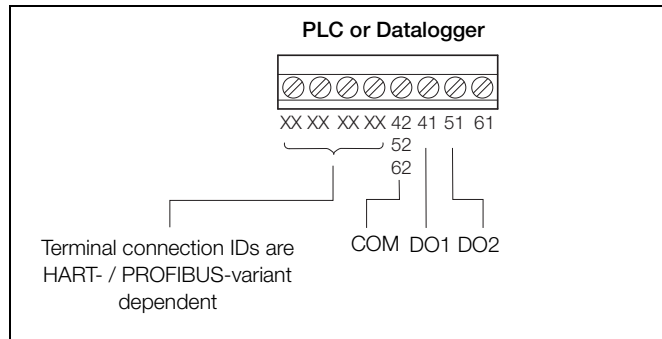 PLC or Datalogger
XX XX XX XX 42 41 51 61
52
62
COM DO1 DO2
Terminal connection IDs are
HART- / PROFIBUS-variant
dependent